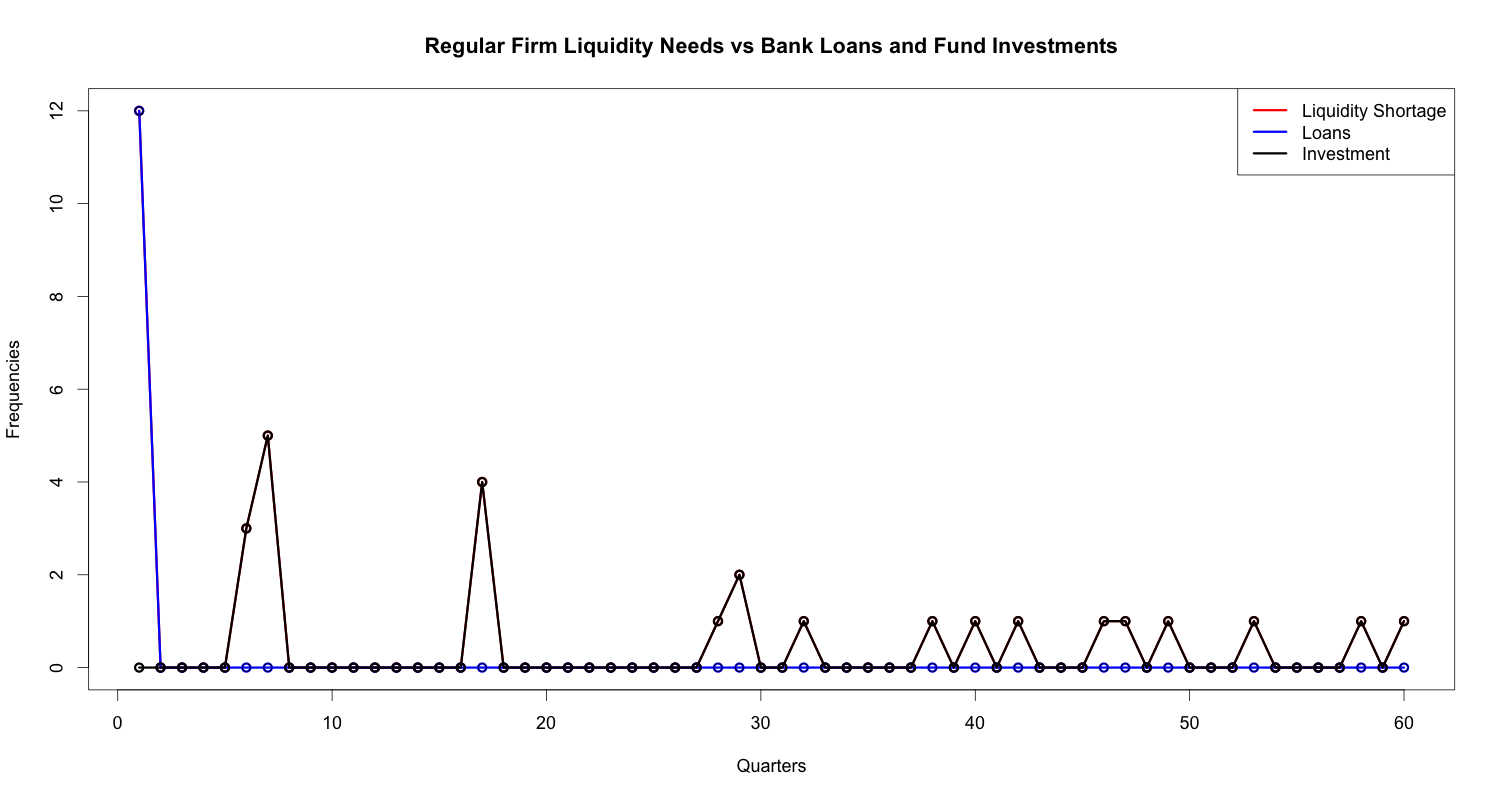 Regular Firm Liquidity Needs vs Bank Loans and Fund Investments
Liquidity Shortage
Loans
Investment
Frequencies
12
10
8
6
4
2
0
0 10 20 30 40 50 60
Quarters